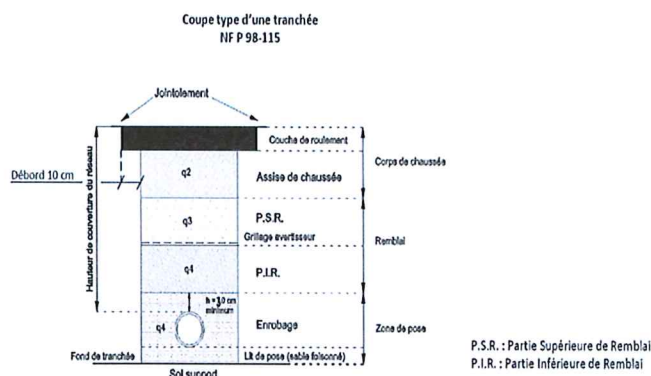 Coupe type d'une tranchée
NF P 98-115
Jointoiement
Couche de roulement
Corps de chaussée
Débord 10 cm
Hauteur de couverture du réseau
q2
Assise de chaussée
q3
P.S.R.
Grillage avertisseur
Remblai
q4
P.I.R.
minimum
q4
Enrobage
Zone de pose
Fond de tranchée
Lit de pose (sable foisonné)
Sol support
P.S.R. : Partie Supérieure de Remblai
P.I.R. : Partie Inférieure de Remblai